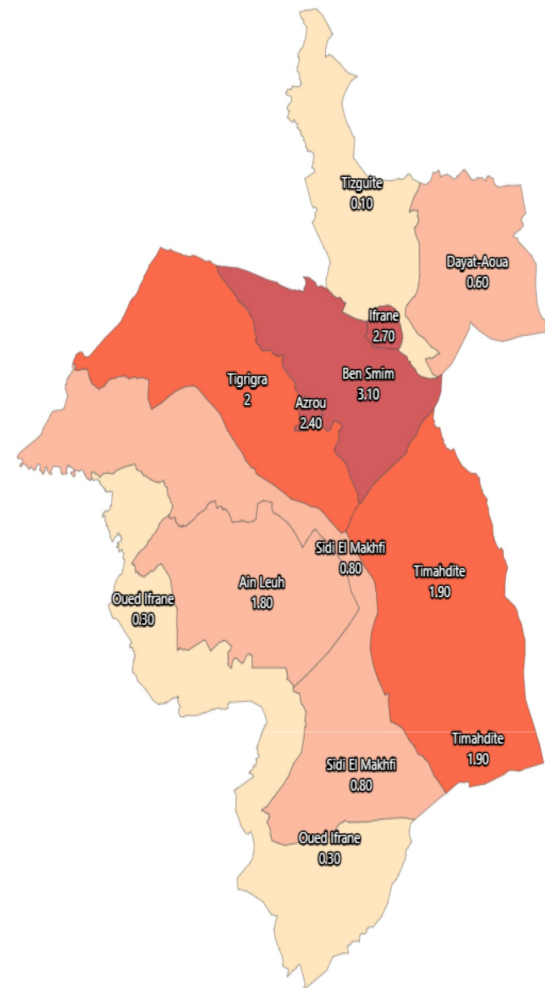 Tizguite
0.10
Dayat-Aoua
0.60
Ifrane
2.70
Ben Smim
3.10
Tigrigra
2
Azrou
2.40
Sidi El Makhfi
0.80
Timahdite
1.90
Ain Leuh
1.80
Oued Ifrane
0.30
Timahdite
1.90
Sidi El Makhfi
0.80
Oued Ifrane
0.30